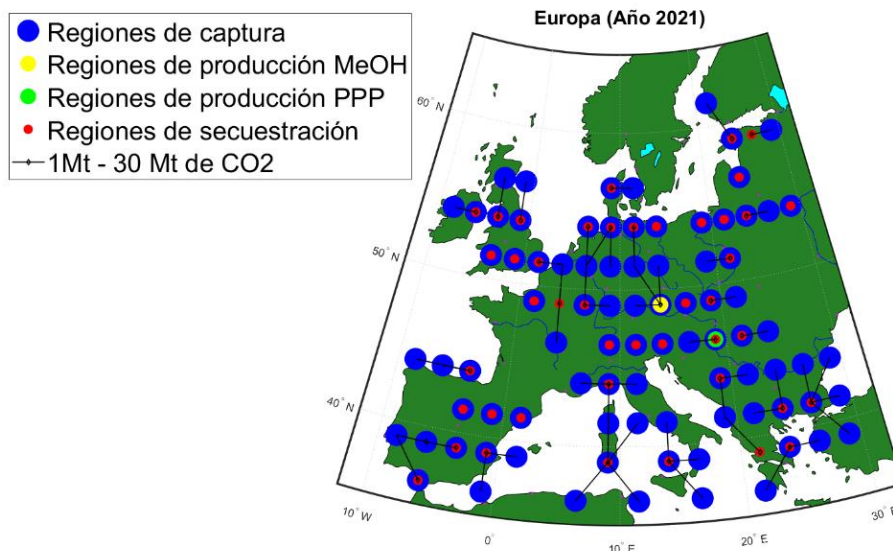 Europa (Año 2021)
Regiones de captura
Regiones de producción MeOH
Regiones de producción PPP
Regiones de secuestración
1Mt - 30 Mt de CO2
60° N
50° N
40° N
10° W
0°
10° E
20° E
30° E